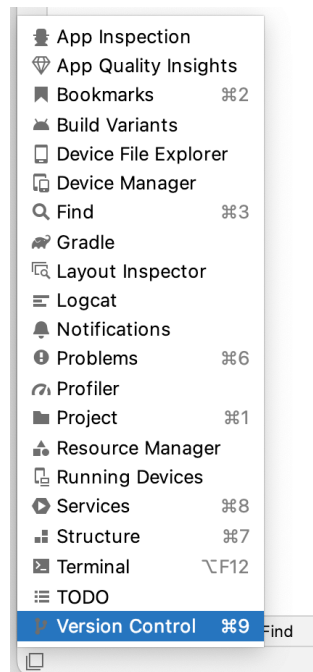 App Inspection
App Quality Insights
Bookmarks ⌘2
Build Variants
Device File Explorer
Device Manager
Find ⌘3
Gradle
Layout Inspector
Logcat
Notifications
Problems ⌘6
Profiler
Project ⌘1
Resource Manager
Running Devices
Services ⌘8
Structure ⌘7
Terminal ⌥F12
TODO
Version Control ⌘9 Find